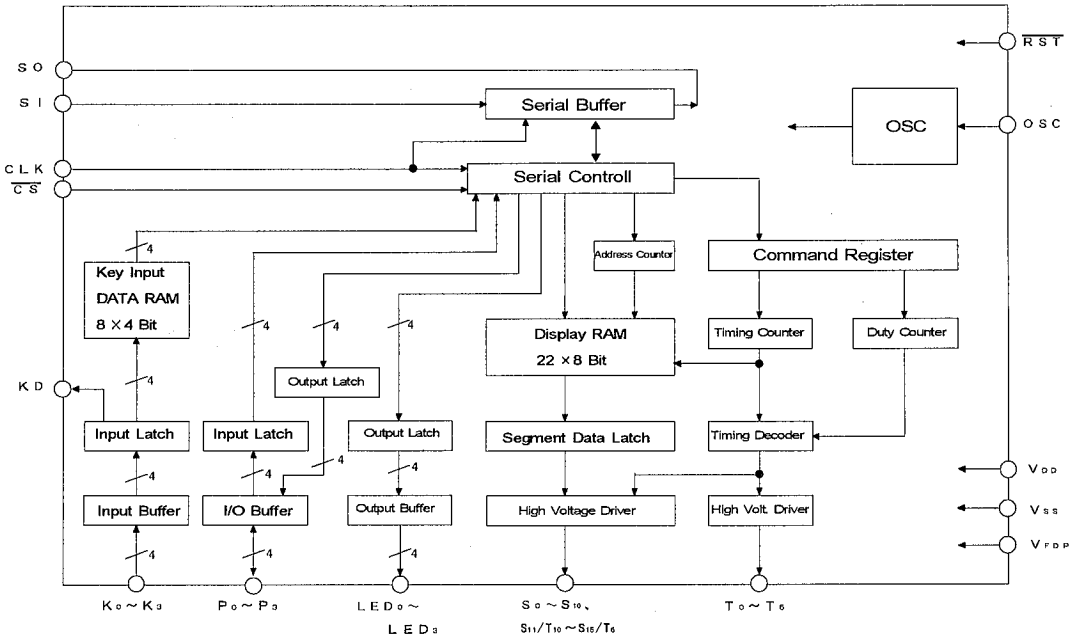 RST
SO
SI
Serial Buffer
OSC
OSC
CLK
CS
Serial Controll
4
Key Input
DATA RAM
8 × 4 Bit
Address Counter
Command Register
4
4
4
Display RAM
22 × 8 Bit
Timing Counter
Duty Counter
KD
4
Output Latch
Input Latch
Input Latch
Output Latch
Segment Data Latch
Timing Decoder
4
4
4
4
VDD
Input Buffer
I/O Buffer
Output Buffer
High Voltage Driver
High Volt. Driver
VSS
VFDP
4
4
4
K0～K3
P0～P3
LED0～
LED3
S0～S10、
S11/T10～S15/T6
T0～T6